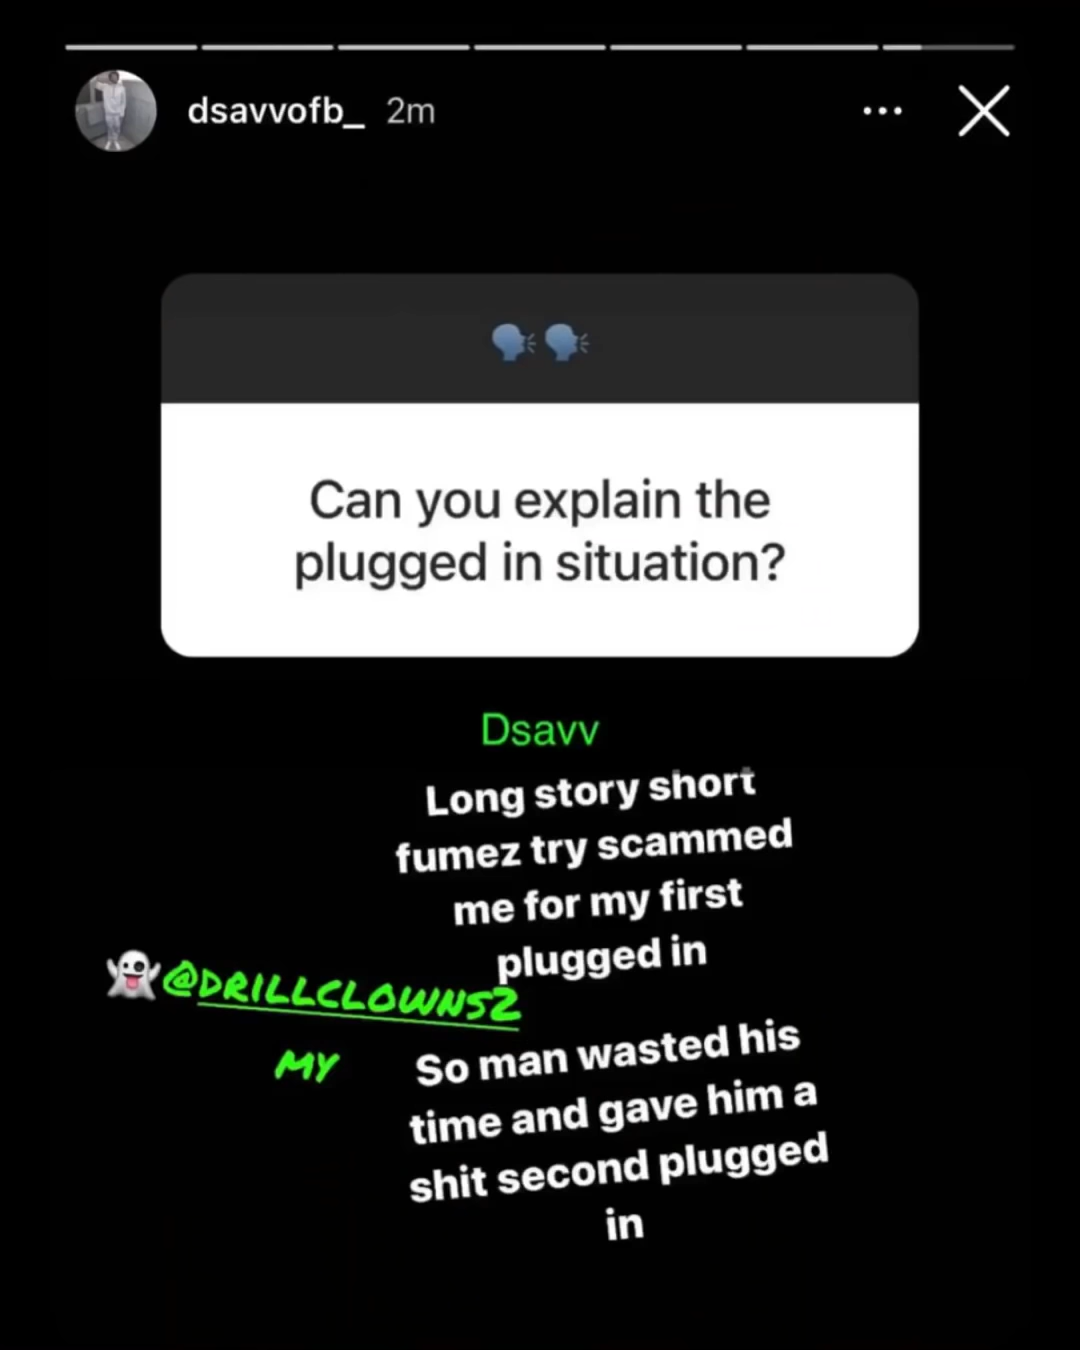 dsavvofb_ 2m
🗣️🗣️
Can you explain the
plugged in situation?
Dsavv
Long story short
fumez try scammed
me for my first
plugged in
👻@DRILLCLOWNS2
MY
So man wasted his
time and gave him a
shit second plugged
in